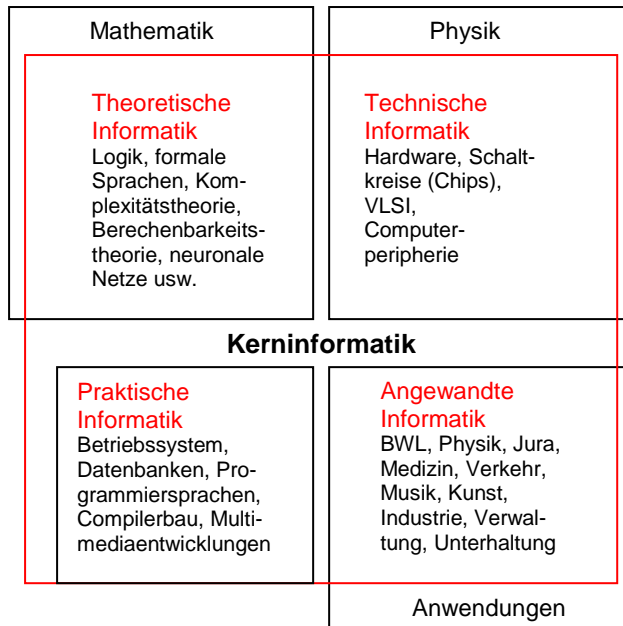 Mathematik
Physik
Theoretische
Informatik
Logik, formale
Sprachen, Kom-
plexitätstheorie,
Berechenbarkeits-
theorie, neuronale
Netze usw.
Technische
Informatik
Hardware, Schalt-
kreise (Chips),
VLSI,
Computer-
peripherie
Kerninformatik
Praktische
Informatik
Betriebssystem,
Datenbanken, Pro-
grammiersprachen,
Compilerbau, Multi-
mediaentwicklungen
Angewandte
Informatik
BWL, Physik, Jura,
Medizin, Verkehr,
Musik, Kunst,
Industrie, Verwal-
tung, Unterhaltung
Anwendungen